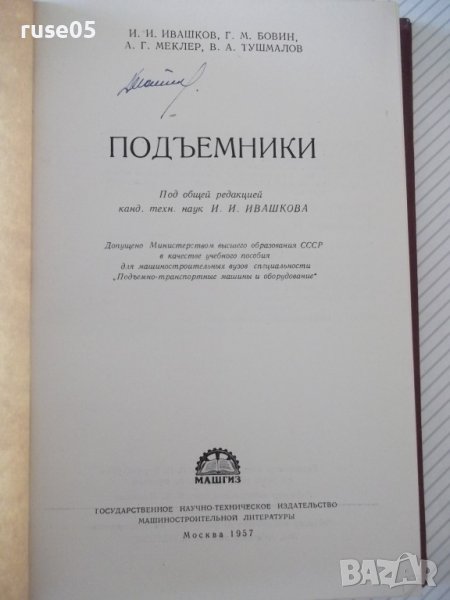 ruse05
И. И. ИВАШКОВ, Г. М. БОВИН,
А. Г. МЕКЛЕР, В. А. ТУШМАЛОВ
ПОДЪЕМНИКИ
Под общей редакцией
канд. техн. наук И. И. ИВАШКОВА
Допущено Министерством высшего образования СССР
в качестве учебного пособия
для машиностроительных вузов специальности
„Подъемно-транспортные машины и оборудование“
МАШГИЗ
ГОСУДАРСТВЕННОЕ НАУЧНО-ТЕХНИЧЕСКОЕ ИЗДАТЕЛЬСТВО
МАШИНОСТРОИТЕЛЬНОЙ ЛИТЕРАТУРЫ
Москва 1957
BAZAR